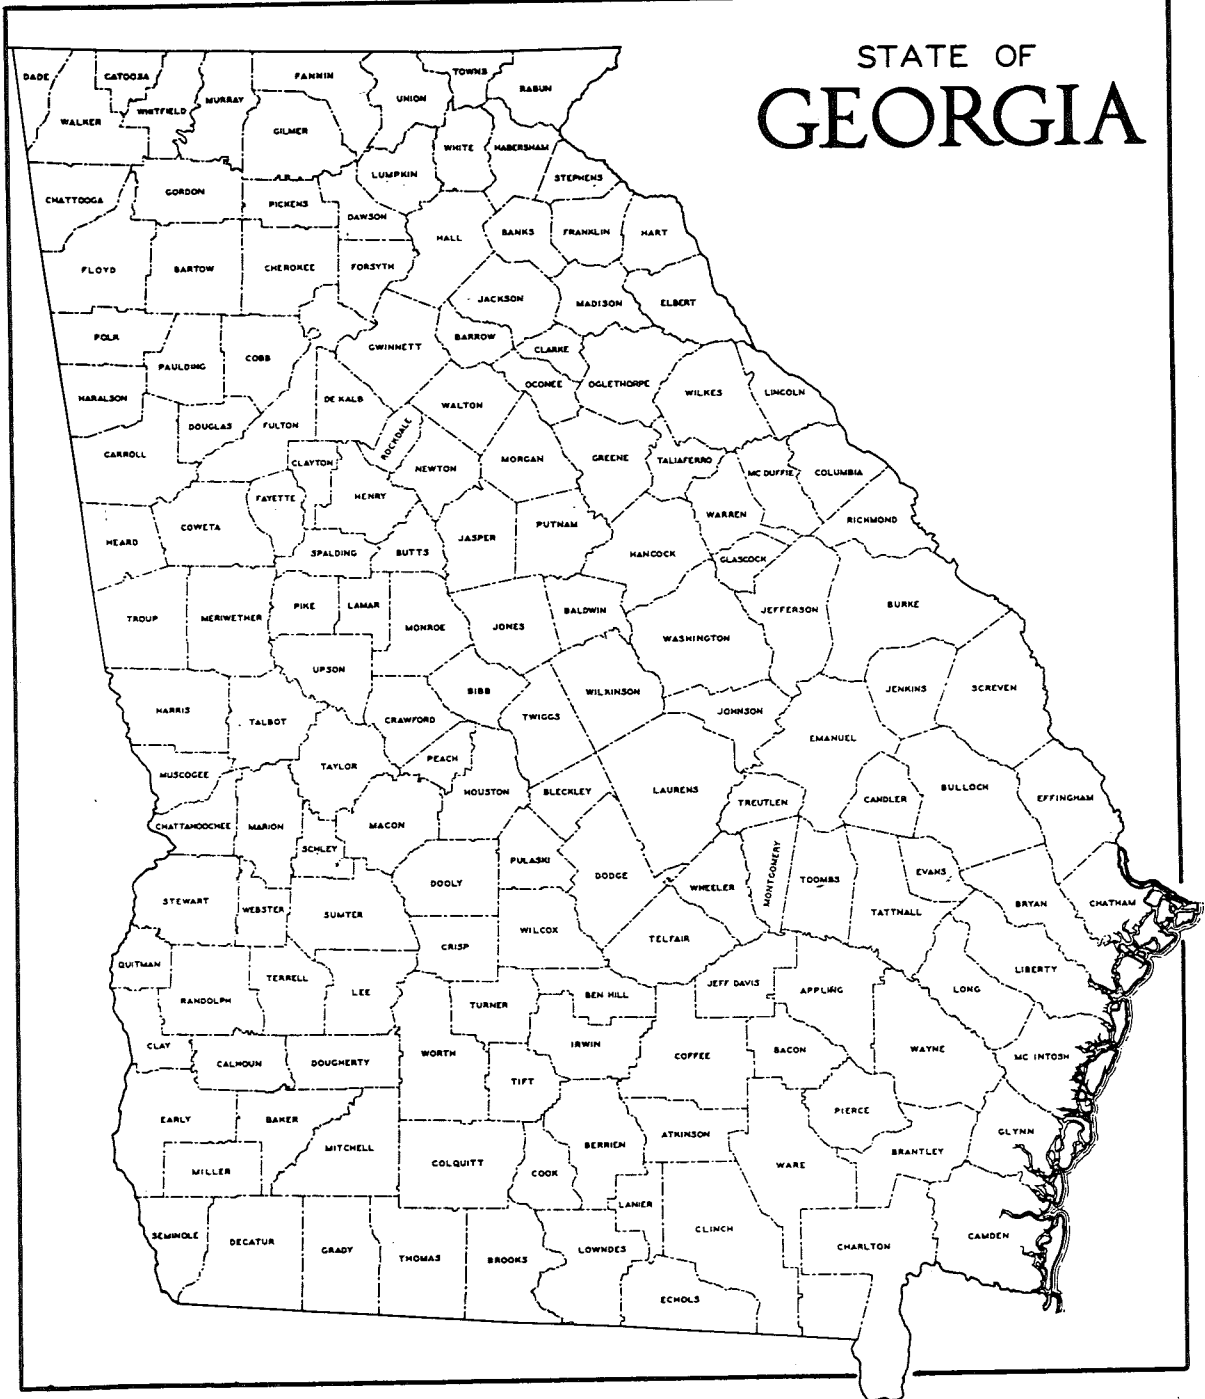 STATE OF
GEORGIA
DADE
CATOOSA
WHITFIELD
WALKER
MURRAY
FANNIN
GILMER
UNION
TOWNS
RABUN
WHITE
HABERSHAM
LUMPKIN
STEPHENS
CHATTOOGA
GORDON
PICKENS
DAWSON
HALL
BANKS
FRANKLIN
HART
FLOYD
BARTOW
CHEROKEE
FORSYTH
JACKSON
MADISON
ELBERT
POLK
PAULDING
COBB
GWINNETT
BARROW
CLARKE
OCONEE
OGLETHORPE
WILKES
LINCOLN
HARALSON
DOUGLAS
FULTON
DE KALB
ROCKDALE
WALTON
CARROLL
CLAYTON
NEWTON
MORGAN
GREENE
TALIAFERRO
MC DUFFIE
COLUMBIA
FAYETTE
HENRY
WARREN
RICHMOND
COWETA
HEARD
SPALDING
BUTTS
JASPER
PUTNAM
HANCOCK
GLASCOCK
TROUP
MERIWETHER
PIKE
LAMAR
MONROE
JONES
BALDWIN
WASHINGTON
JEFFERSON
BURKE
UPSON
BIBB
WILKINSON
JENKINS
SCREVEN
HARRIS
TALBOT
CRAWFORD
TWIGGS
JOHNSON
EMANUEL
MUSCOGEE
TAYLOR
PEACH
HOUSTON
BLECKLEY
LAURENS
TREUTLEN
CANDLER
BULLOCH
EFFINGHAM
CHATTAHOOCHEE
MARION
SCHLEY
MACON
DOOLY
PULASKI
DODGE
WHEELER
MONTGOMERY
TOOMBS
EVANS
TATTNALL
BRYAN
CHATHAM
STEWART
WEBSTER
SUMTER
CRISP
WILCOX
TELFAIR
QUITMAN
RANDOLPH
TERRELL
LEE
TURNER
BEN HILL
JEFF DAVIS
APPLING
LONG
LIBERTY
CLAY
CALHOUN
DOUGHERTY
WORTH
IRWIN
TIFT
COFFEE
BACON
WAYNE
MC INTOSH
EARLY
BAKER
MITCHELL
MILLER
COLQUITT
COOK
BERRIEN
ATKINSON
WARE
PIERCE
BRANTLEY
GLYNN
SEMINOLE
DECATUR
GRADY
THOMAS
BROOKS
LOWNDES
LANIER
CLINCH
ECHOLS
CHARLTON
CAMDEN